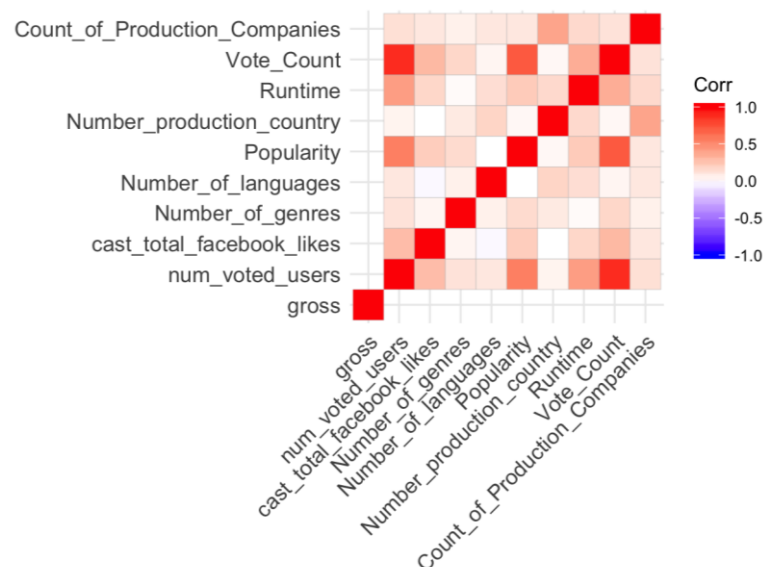 Count_of_Production_Companies
Vote_Count
Runtime
Number_production_country
Popularity
Number_of_languages
Number_of_genres
cast_total_facebook_likes
num_voted_users
gross
gross
num_voted_users
cast_total_facebook_likes
Number_of_genres
Number_of_languages
Popularity
Number_production_country
Runtime
Vote_Count
Count_of_Production_Companies
Corr
1.0
0.5
0.0
-0.5
-1.0